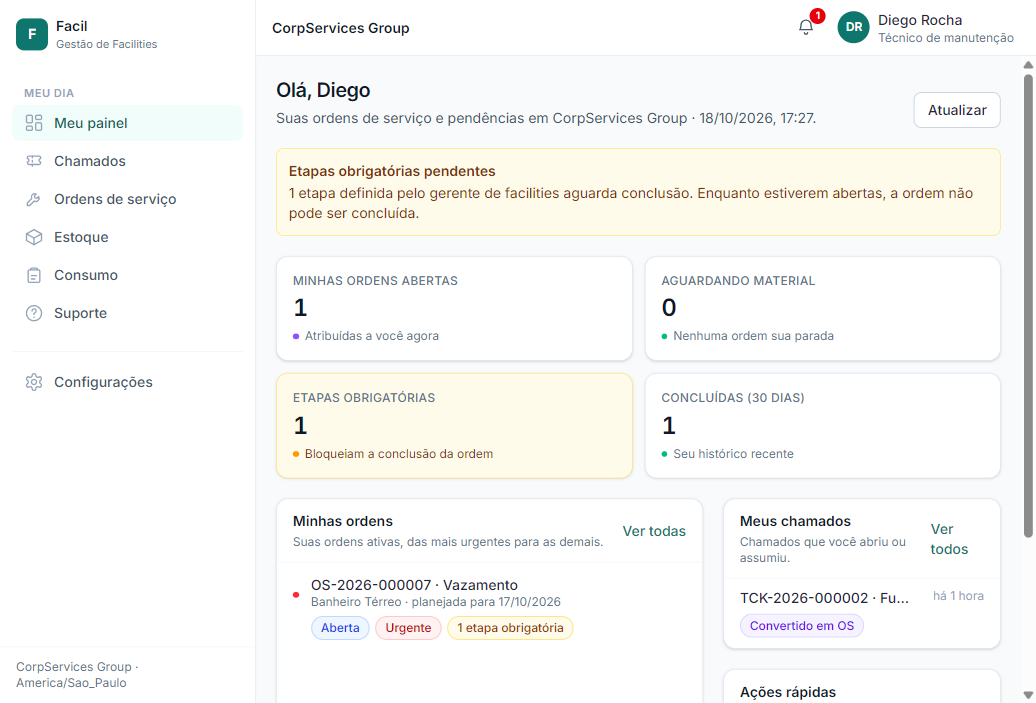 F
Facil
Gestão de Facilities
MEU DIA
Meu painel
Chamados
Ordens de serviço
Estoque
Consumo
Suporte
Configurações
CorpServices Group ·
America/Sao_Paulo
CorpServices Group
1
DR
Diego Rocha
Técnico de manutenção
Olá, Diego
Suas ordens de serviço e pendências em CorpServices Group · 18/10/2026, 17:27.
Atualizar
Etapas obrigatórias pendentes
1 etapa definida pelo gerente de facilities aguarda conclusão. Enquanto estiverem abertas, a ordem não
pode ser concluída.
MINHAS ORDENS ABERTAS
1
Atribuídas a você agora
AGUARDANDO MATERIAL
0
Nenhuma ordem sua parada
ETAPAS OBRIGATÓRIAS
1
Bloqueiam a conclusão da ordem
CONCLUÍDAS (30 DIAS)
1
Seu histórico recente
Minhas ordens
Suas ordens ativas, das mais urgentes para as demais.
Ver todas
OS-2026-000007 · Vazamento
Banheiro Térreo · planejada para 17/10/2026
Aberta
Urgente
1 etapa obrigatória
Meus chamados
Chamados que você abriu ou
assumiu.
Ver
todos
TCK-2026-000002 · Fu...
há 1 hora
Convertido em OS
Ações rápidas